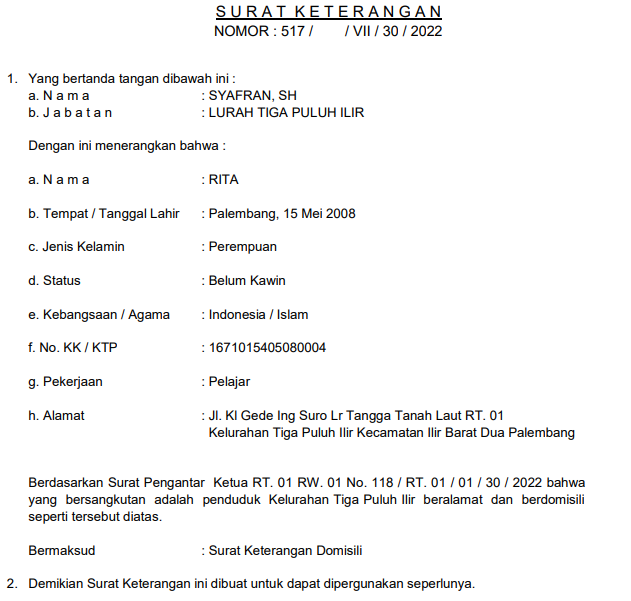 S U R A T  K E T E R A N G A N
NOMOR : 517 /        / VII / 30 / 2022
1. Yang bertanda tangan dibawah ini :
a. N a m a : SYAFRAN, SH
b. J a b a t a n : LURAH TIGA PULUH ILIR
Dengan ini menerangkan bahwa :
a. N a m a : RITA
b. Tempat / Tanggal Lahir : Palembang, 15 Mei 2008
c. Jenis Kelamin : Perempuan
d. Status : Belum Kawin
e. Kebangsaan / Agama : Indonesia / Islam
f. No. KK / KTP : 1671015405080004
g. Pekerjaan : Pelajar
h. Alamat : Jl. KI Gede Ing Suro Lr Tangga Tanah Laut RT. 01
Kelurahan Tiga Puluh Ilir Kecamatan Ilir Barat Dua Palembang
Berdasarkan Surat Pengantar Ketua RT. 01 RW. 01 No. 118 / RT. 01 / 01 / 30 / 2022 bahwa
yang bersangkutan adalah penduduk Kelurahan Tiga Puluh Ilir beralamat dan berdomisili
seperti tersebut diatas.
Bermaksud : Surat Keterangan Domisili
2. Demikian Surat Keterangan ini dibuat untuk dapat dipergunakan seperlunya.